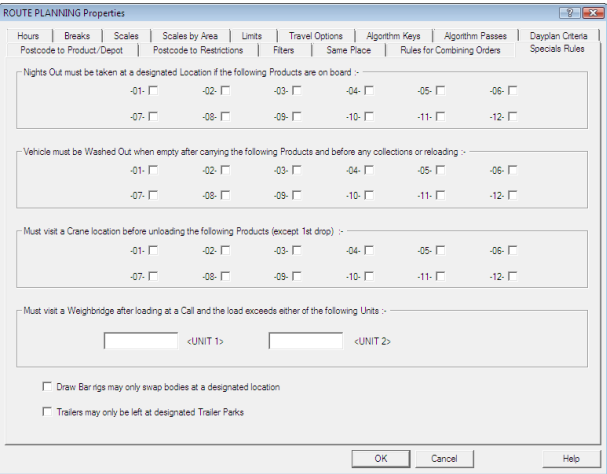 ROUTE PLANNING Properties
Hours Breaks Scales Scales by Area Limits Travel Options Algorithm Keys Algorithm Passes Dayplan Criteria
Postcode to Product/Depot Postcode to Restrictions Filters Same Place Rules for Combining Orders Specials Rules
Nights Out must be taken at a designated Location if the following Products are on board :-
-01- -02- -03- -04- -05- -06-
-07- -08- -09- -10- -11- -12-
Vehicle must be Washed Out when empty after carrying the following Products and before any collections or reloading :-
-01- -02- -03- -04- -05- -06-
-07- -08- -09- -10- -11- -12-
Must visit a Crane location before unloading the following Products (except 1st drop) :-
-01- -02- -03- -04- -05- -06-
-07- -08- -09- -10- -11- -12-
Must visit a Weighbridge after loading at a Call and the load exceeds either of the following Units :-
<UNIT 1> <UNIT 2>
Draw Bar rigs may only swap bodies at a designated location
Trailers may only be left at designated Trailer Parks
OK Cancel Help